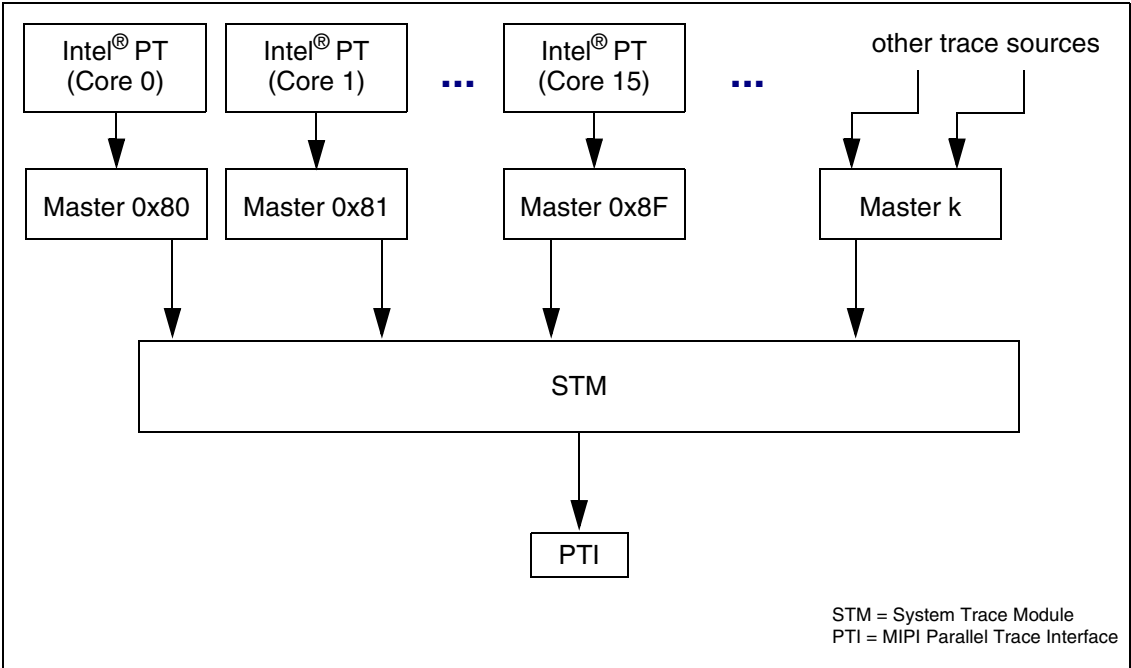 Intel® PT
(Core 0)
Intel® PT
(Core 1)
...
Intel® PT
(Core 15)
...
other trace sources
Master 0x80
Master 0x81
Master 0x8F
Master k
STM
PTI
STM = System Trace Module
PTI = MIPI Parallel Trace Interface